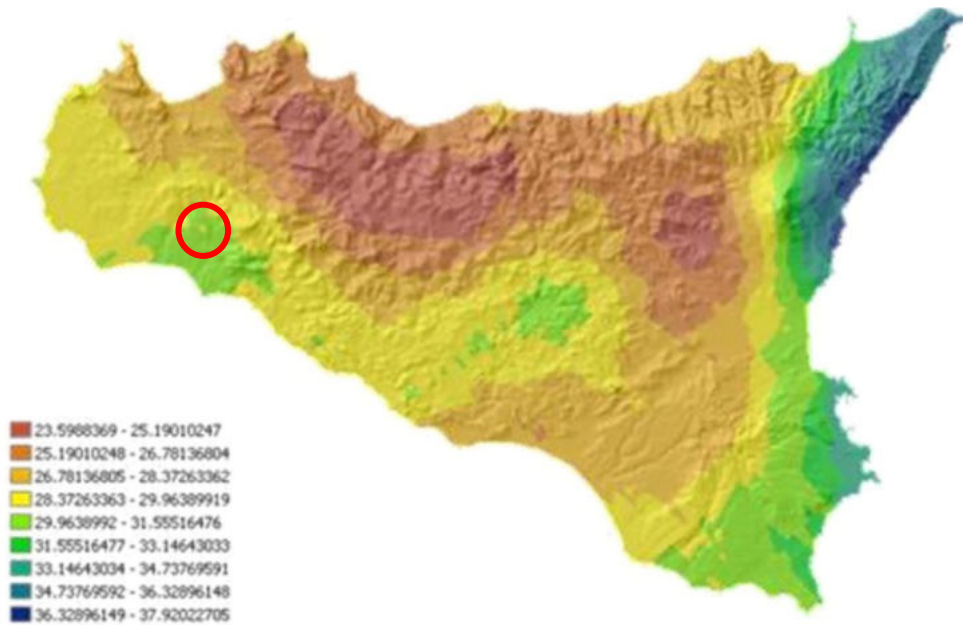 23.5988369 - 25.19010247
25.19010248 - 26.78136804
26.78136805 - 28.37263362
28.37263363 - 29.96389919
29.9638992 - 31.55516476
31.55516477 - 33.14643033
33.14643034 - 34.73769591
34.73769592 - 36.32896148
36.32896149 - 37.92022705